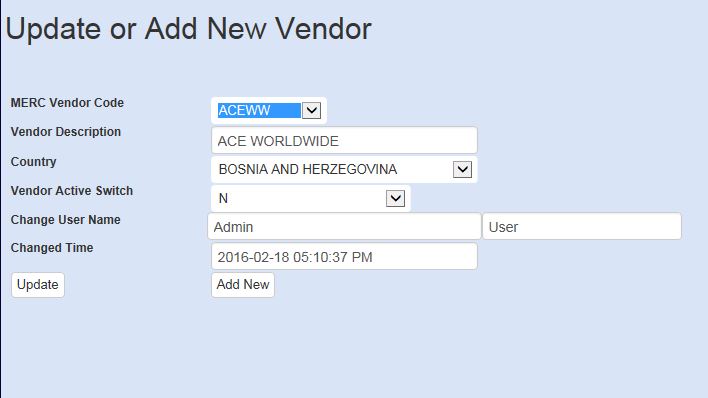 Update or Add New Vendor
MERC Vendor Code ACEWW
Vendor Description ACE WORLDWIDE
Country BOSNIA AND HERZEGOVINA
Vendor Active Switch N
Change User Name Admin User
Changed Time 2016-02-18 05:10:37 PM
Update Add New